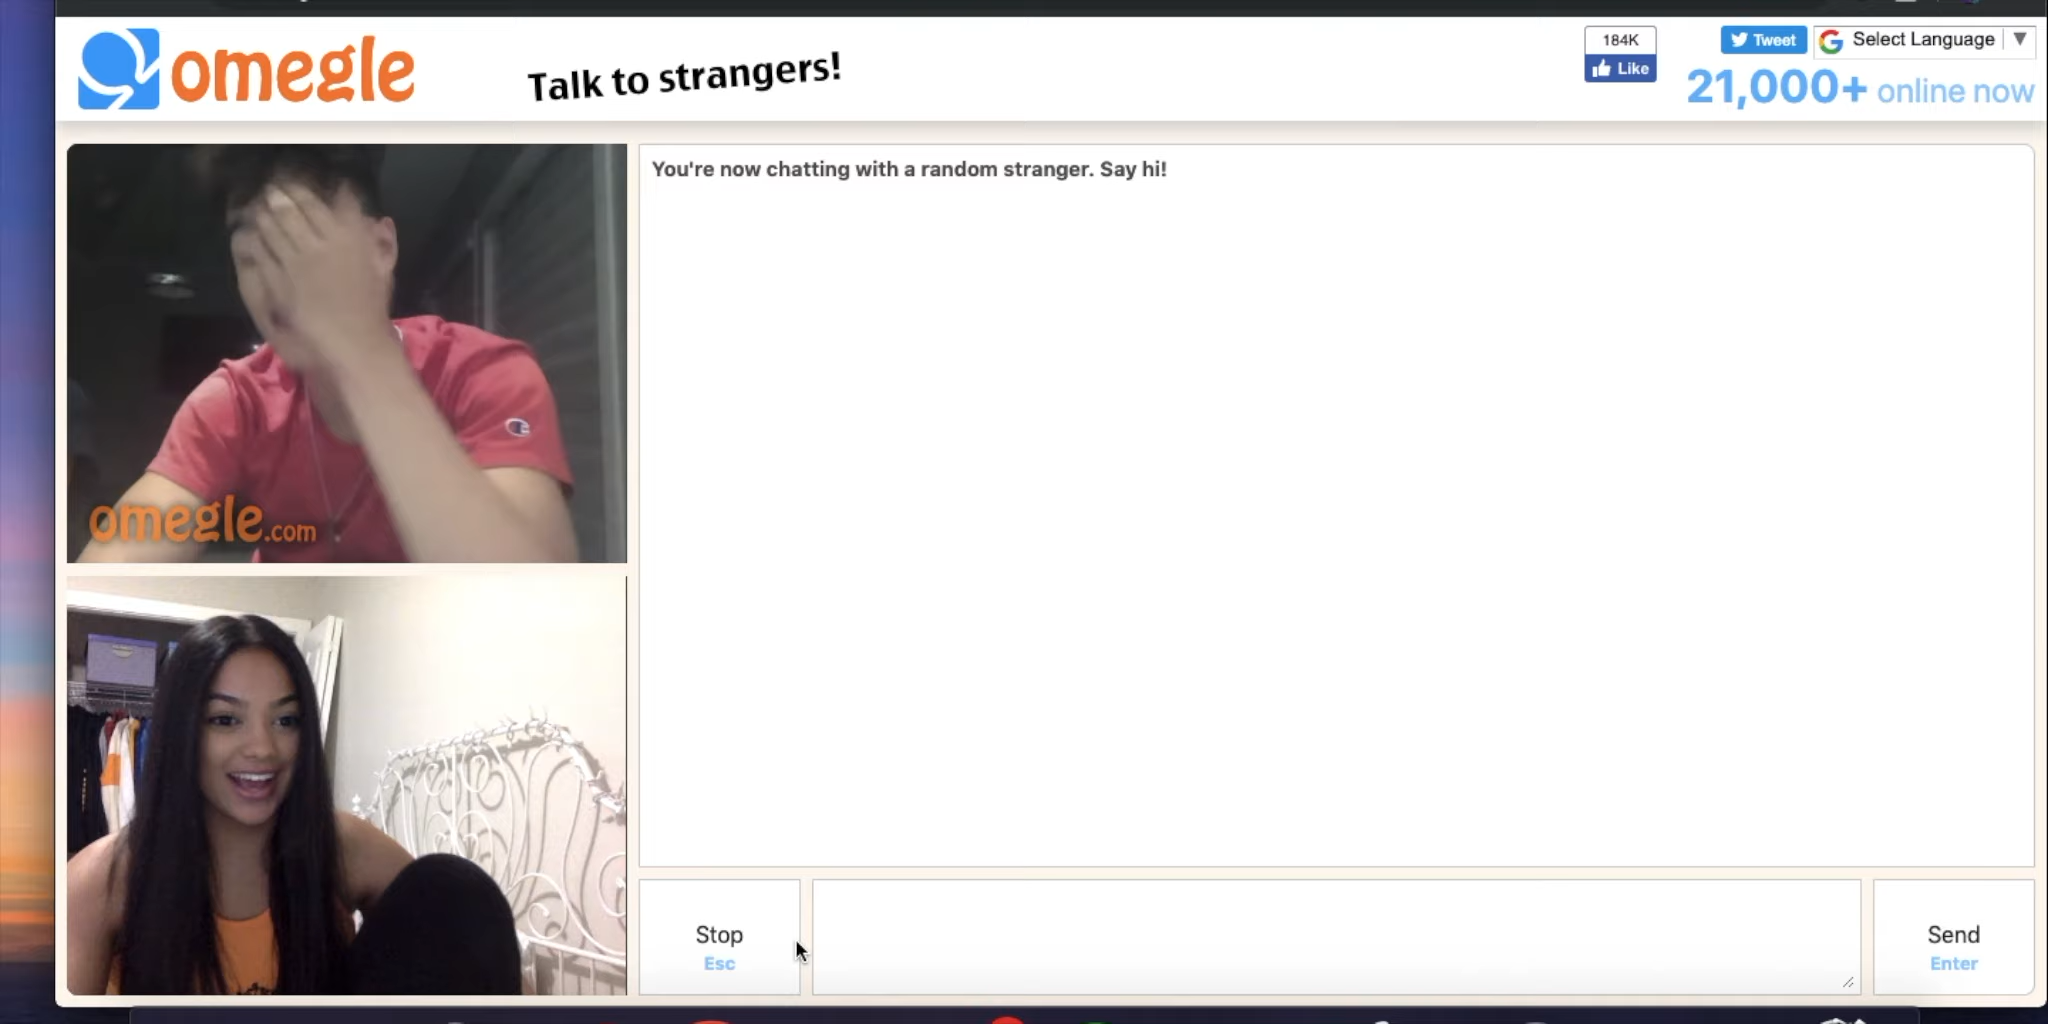 omegle
Talk to strangers!
184K
Like
Tweet
Select Language
21,000+ online now
You're now chatting with a random stranger. Say hi!
omegle.com
Stop
Esc
Send
Enter